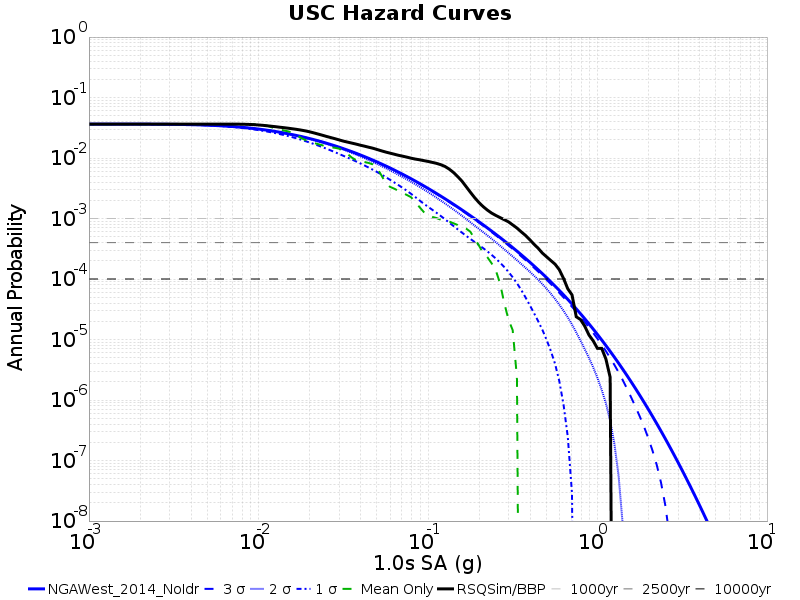 USC Hazard Curves
10^0
10^-1
10^-2
10^-3
10^-4
10^-5
10^-6
10^-7
10^-8
Annual Probability
10^-3 10^-2 10^-1 10^0 10^1
1.0s SA (g)
NGAWest_2014_NoIdr 3 σ 2 σ 1 σ Mean Only RSQSim/BBP 1000yr 2500yr 10000yr